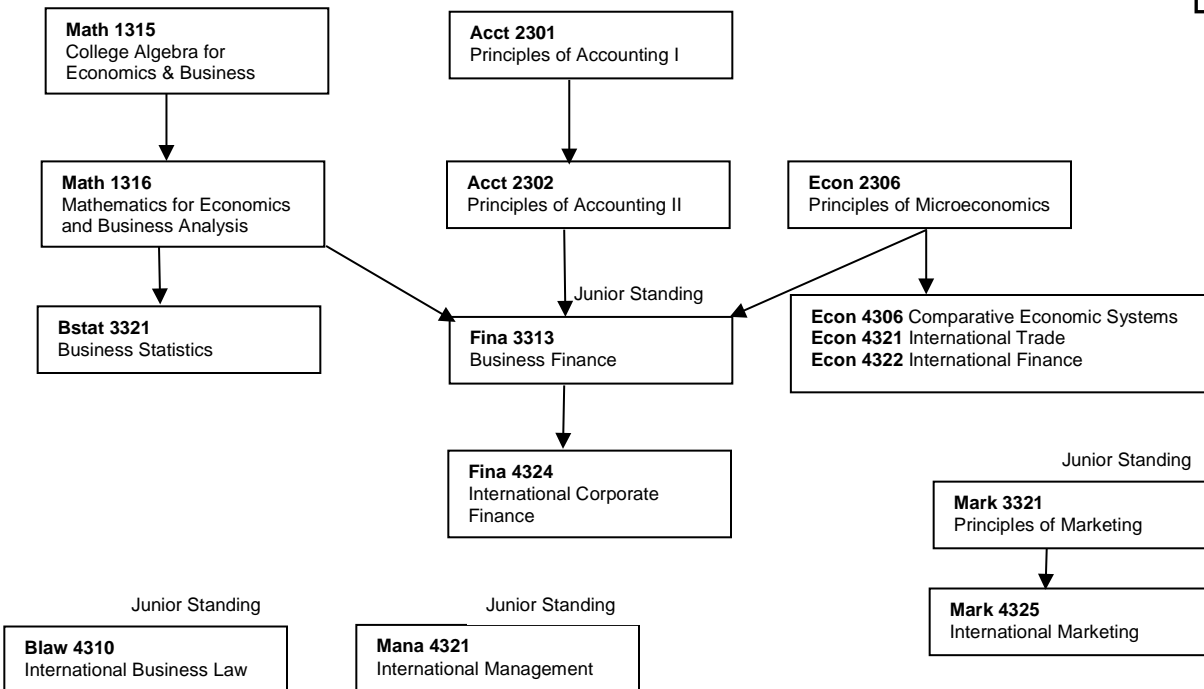 Math 1315
College Algebra for
Economics & Business
Acct 2301
Principles of Accounting I
Math 1316
Mathematics for Economics
and Business Analysis
Acct 2302
Principles of Accounting II
Econ 2306
Principles of Microeconomics
Junior Standing
Bstat 3321
Business Statistics
Fina 3313
Business Finance
Econ 4306 Comparative Economic Systems
Econ 4321 International Trade
Econ 4322 International Finance
Fina 4324
International Corporate
Finance
Junior Standing
Mark 3321
Principles of Marketing
Mark 4325
International Marketing
Junior Standing
Blaw 4310
International Business Law
Junior Standing
Mana 4321
International Management